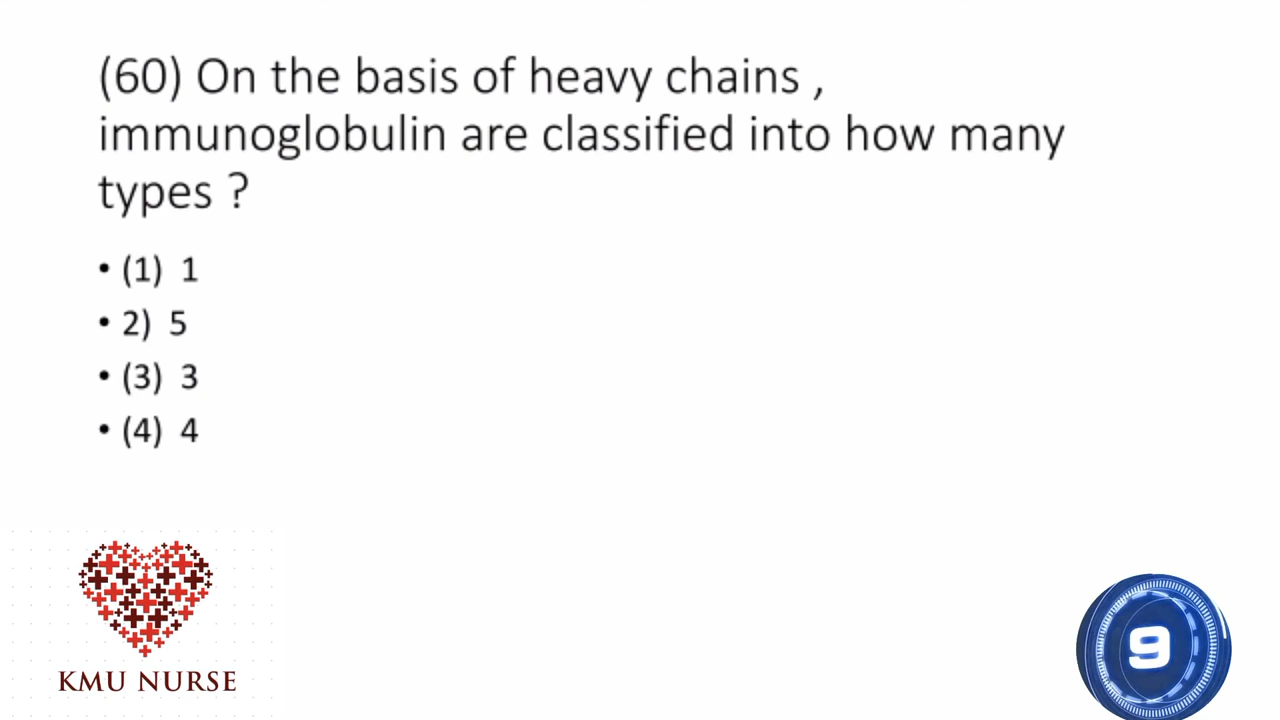 (60) On the basis of heavy chains ,
immunoglobulin are classified into how many
types ?
• (1) 1
• 2) 5
• (3) 3
• (4) 4
KMU NURSE
9